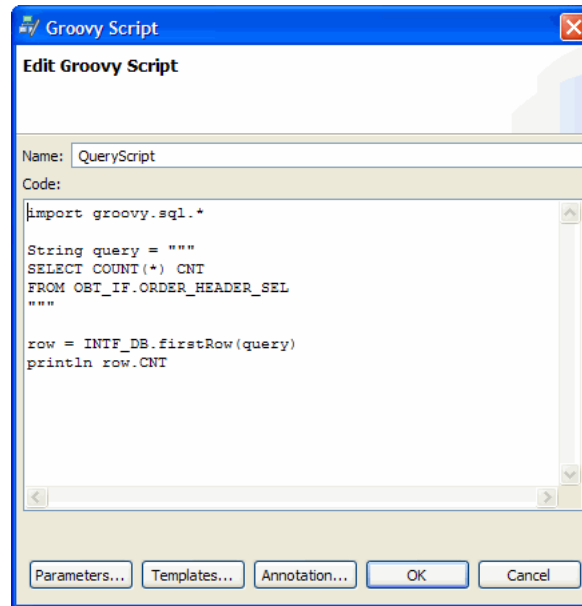 Groovy Script
Edit Groovy Script
Name: QueryScript
Code:
import groovy.sql.*
String query = """
SELECT COUNT(*) CNT
FROM OBT_IF.ORDER_HEADER_SEL
"""
row = INTF_DB.firstRow(query)
println row.CNT
Parameters... Templates... Annotation... OK Cancel